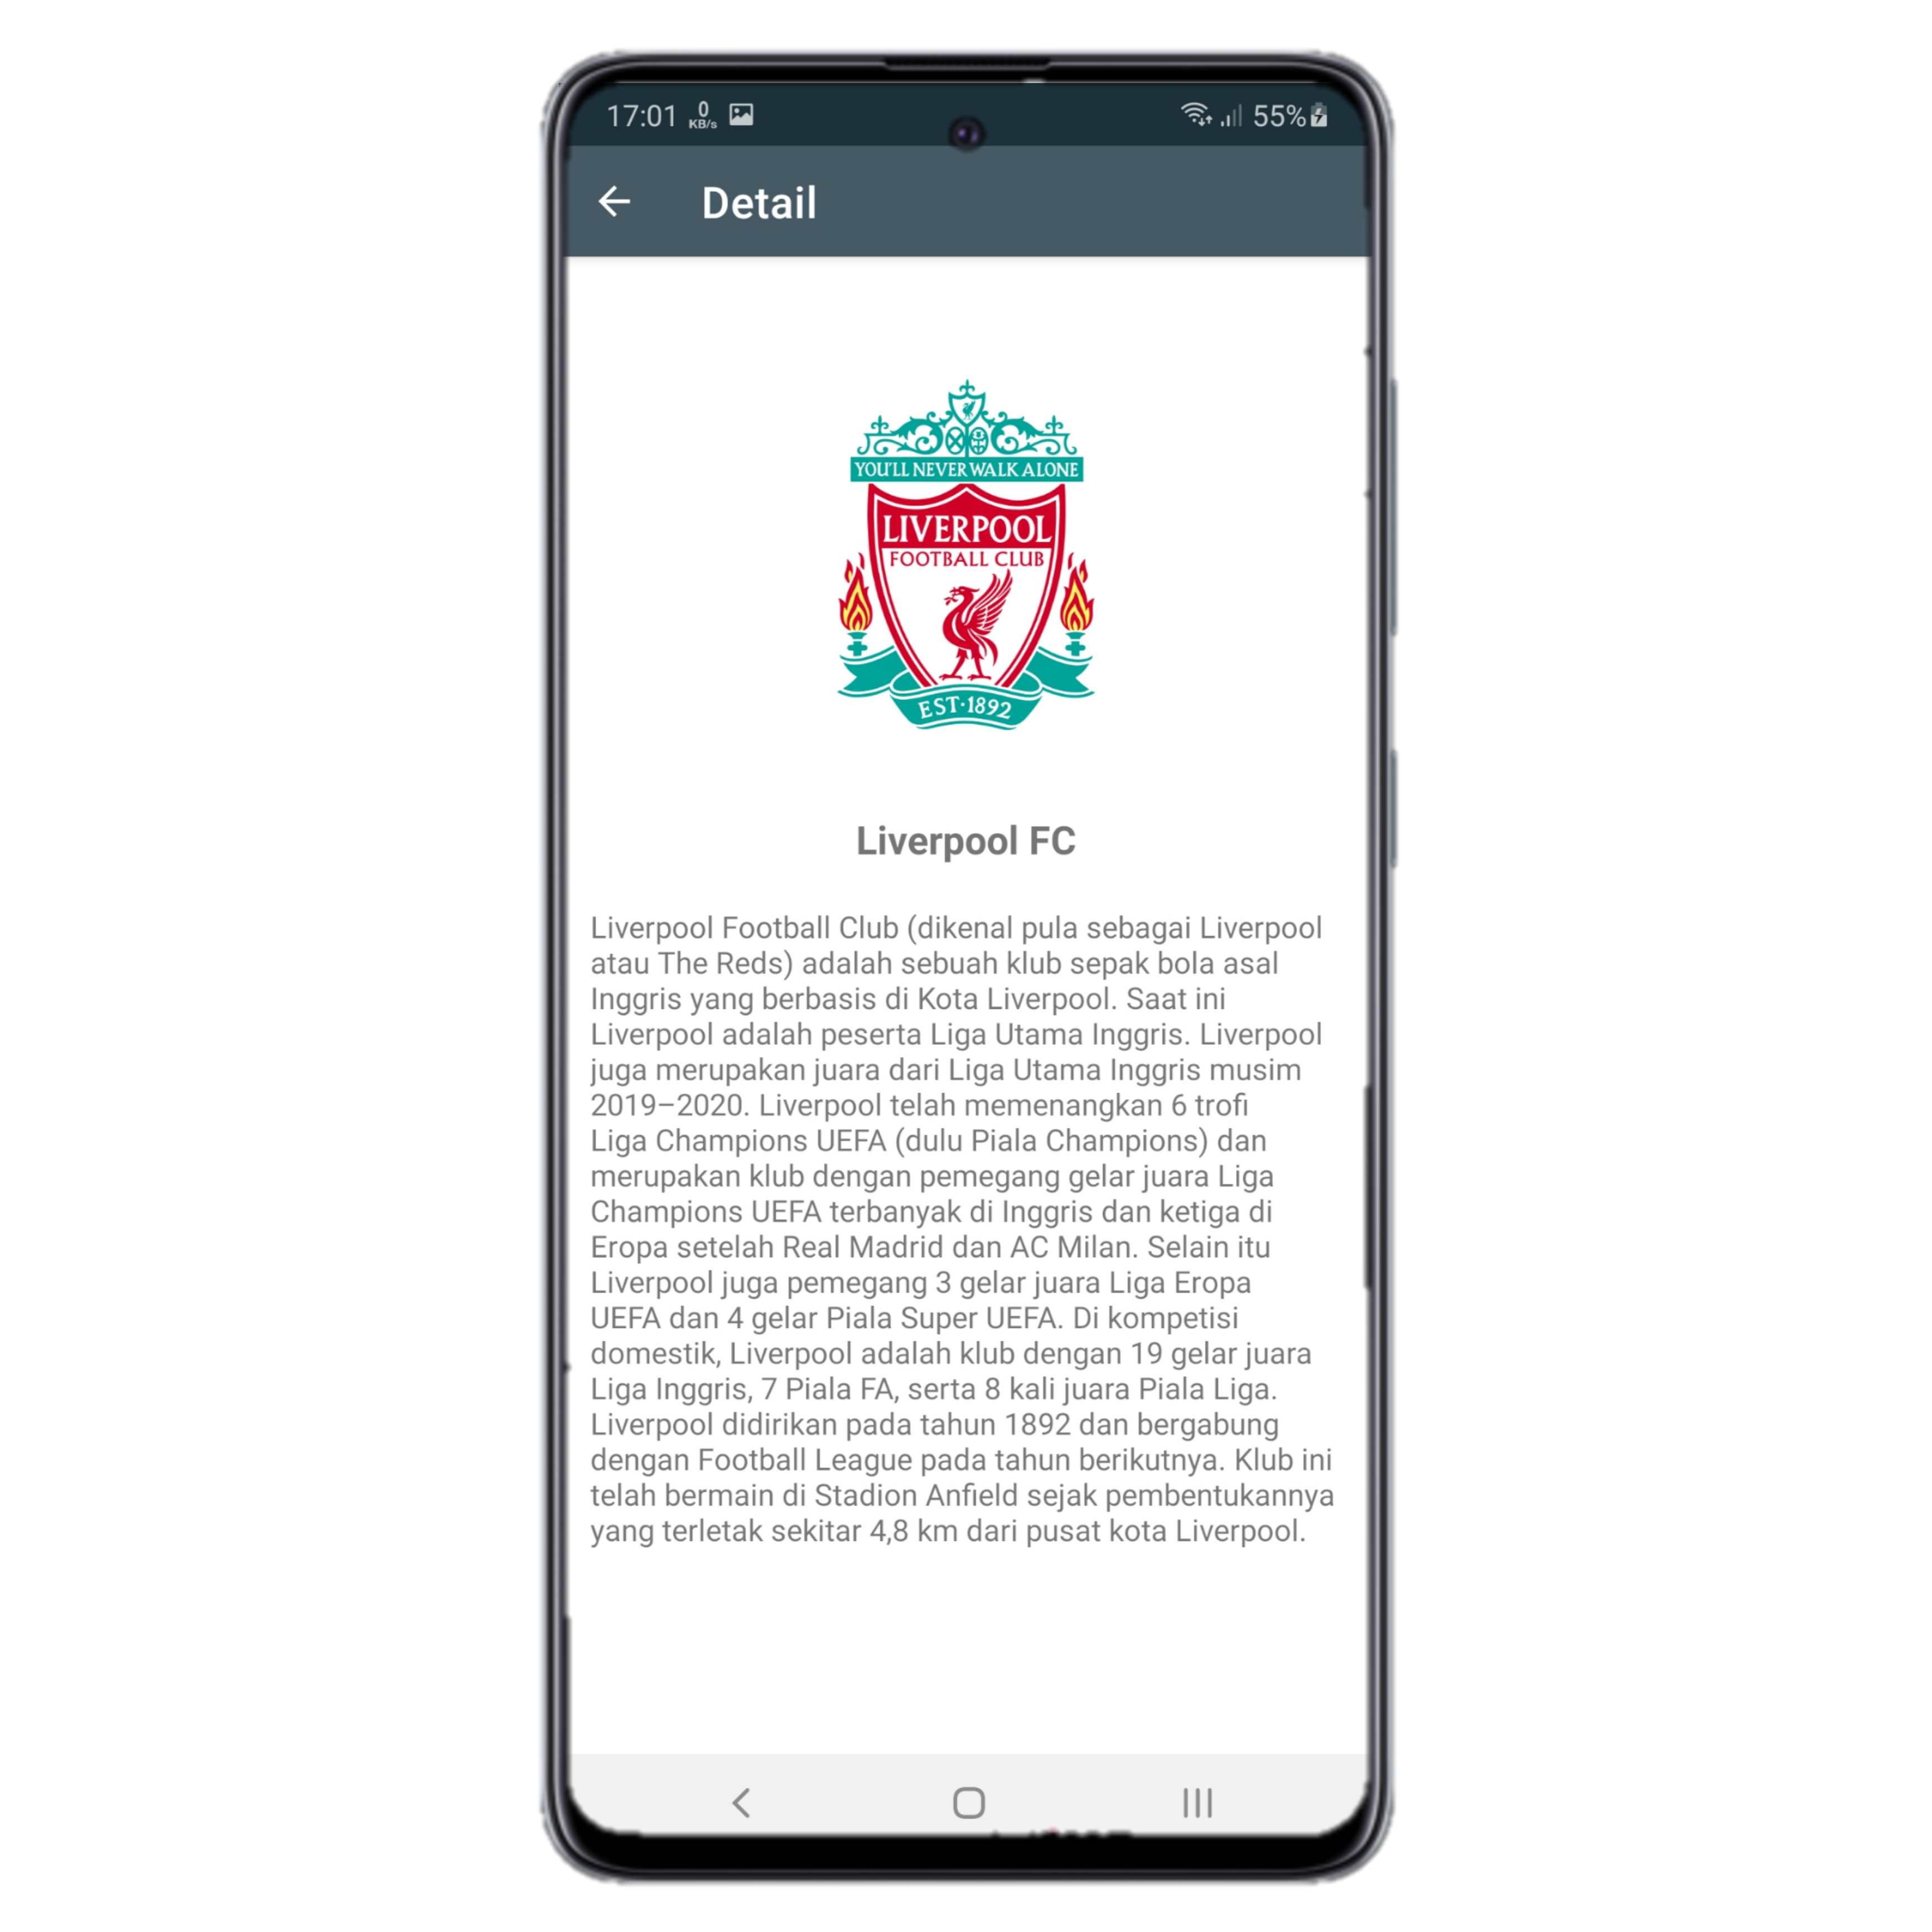 17:01 0 KB/s 55%
Detail
YOU'LL NEVER WALK ALONE
LIVERPOOL
FOOTBALL CLUB
EST·1892
Liverpool FC
Liverpool Football Club (dikenal pula sebagai Liverpool
atau The Reds) adalah sebuah klub sepak bola asal
Inggris yang berbasis di Kota Liverpool. Saat ini
Liverpool adalah peserta Liga Utama Inggris. Liverpool
juga merupakan juara dari Liga Utama Inggris musim
2019–2020. Liverpool telah memenangkan 6 trofi
Liga Champions UEFA (dulu Piala Champions) dan
merupakan klub dengan pemegang gelar juara Liga
Champions UEFA terbanyak di Inggris dan ketiga di
Eropa setelah Real Madrid dan AC Milan. Selain itu
Liverpool juga pemegang 3 gelar juara Liga Eropa
UEFA dan 4 gelar Piala Super UEFA. Di kompetisi
domestik, Liverpool adalah klub dengan 19 gelar juara
Liga Inggris, 7 Piala FA, serta 8 kali juara Piala Liga.
Liverpool didirikan pada tahun 1892 dan bergabung
dengan Football League pada tahun berikutnya. Klub ini
telah bermain di Stadion Anfield sejak pembentukannya
yang terletak sekitar 4,8 km dari pusat kota Liverpool.